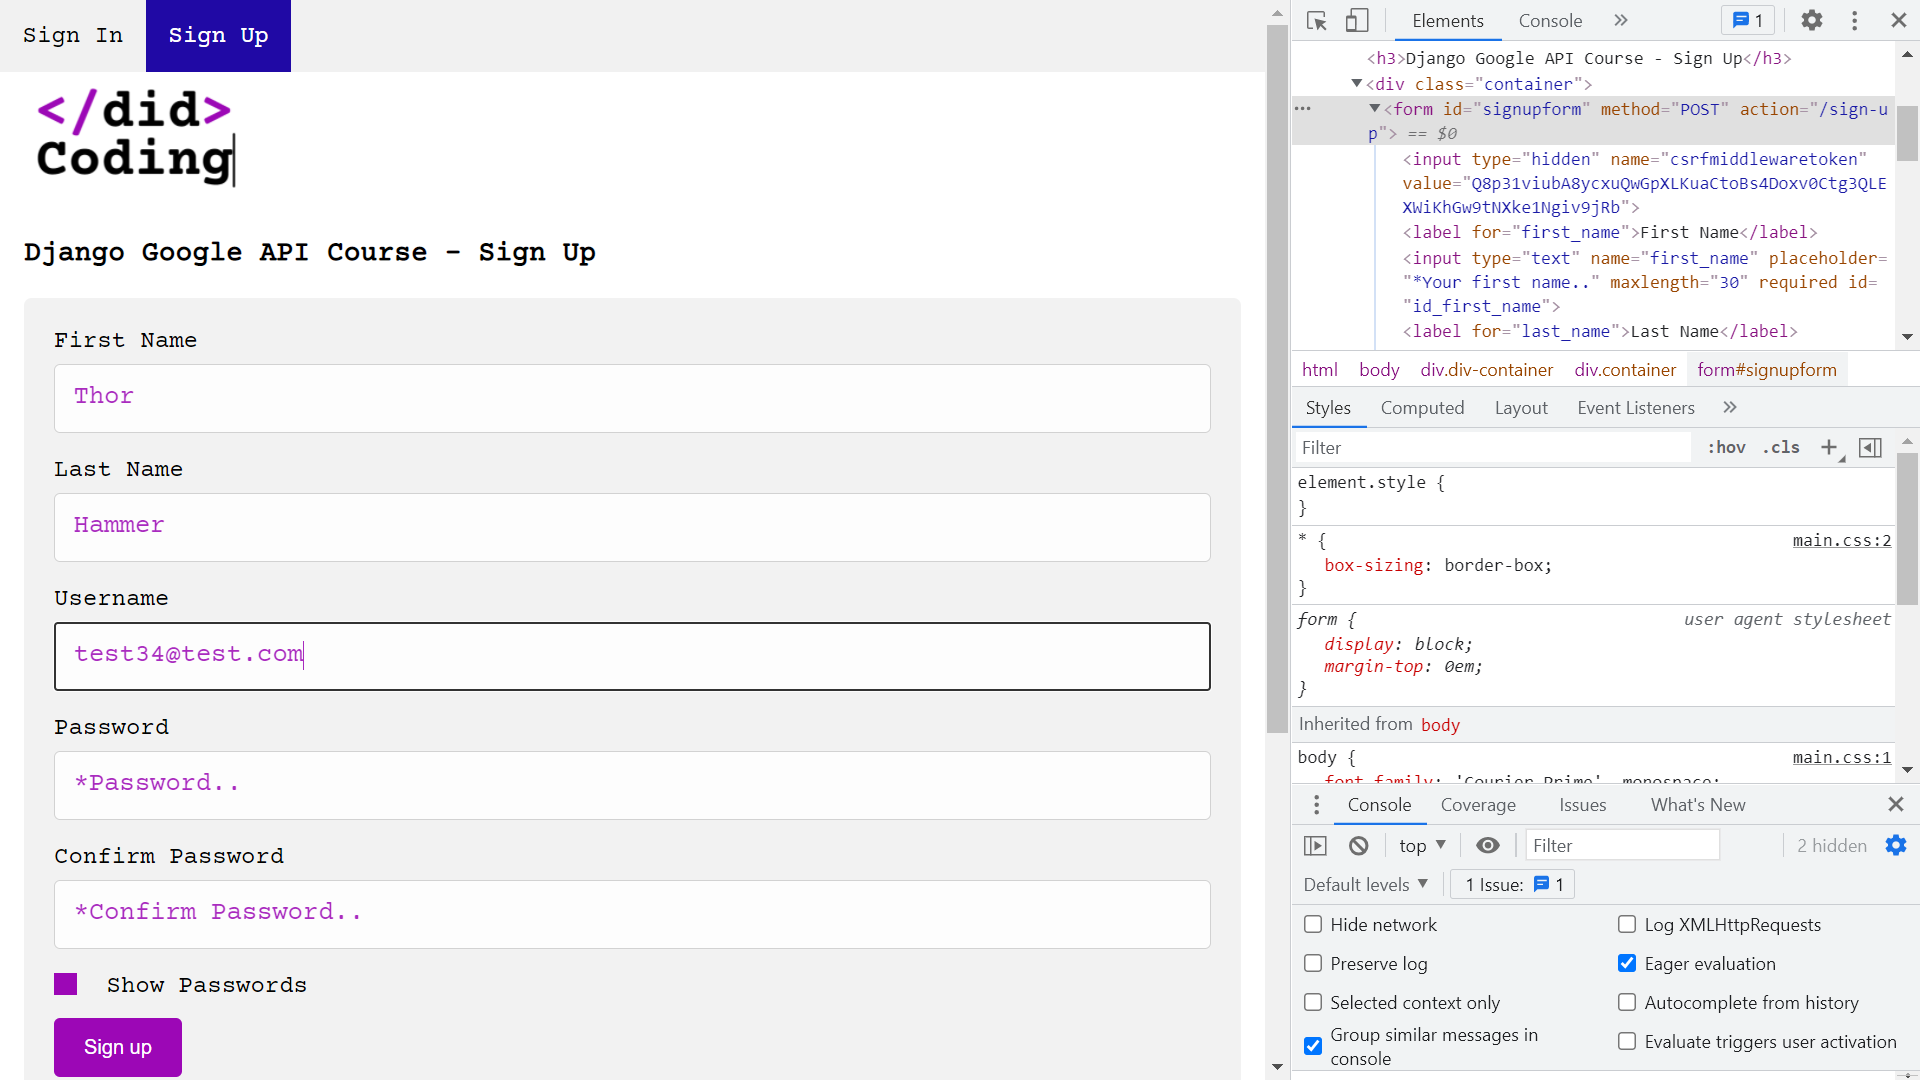 Sign In
Sign Up
</did>
Coding
Django Google API Course - Sign Up
First Name
Thor
Last Name
Hammer
Username
test34@test.com
Password
*Password..
Confirm Password
*Confirm Password..
Show Passwords
Sign up
Elements
Console
1
<h3>Django Google API Course - Sign Up</h3>
<div class="container">
<form id="signupform" method="POST" action="/sign-u
p"> == $0
<input type="hidden" name="csrfmiddlewaretoken"
value="Q8p31viubA8ycxuQwGpXLKuaCtoBs4Doxv0Ctg3QLE
XWiKhGw9tNXke1Ngiv9jRb">
<label for="first_name">First Name</label>
<input type="text" name="first_name" placeholder=
"*Your first name.." maxlength="30" required id=
"id_first_name">
<label for="last_name">Last Name</label>
html body div.div-container div.container form#signupform
Styles Computed Layout Event Listeners
Filter
:hov .cls
element.style {
}
* {
main.css:2
box-sizing: border-box;
}
form {
user agent stylesheet
display: block;
margin-top: 0em;
}
Inherited from body
body {
main.css:1
font-family: 'Courier Prime', monospace;
Console Coverage Issues What's New
top
Filter
2 hidden
Default levels
1 Issue: 1
Hide network
Log XMLHttpRequests
Preserve log
Eager evaluation
Selected context only
Autocomplete from history
Group similar messages in
console
Evaluate triggers user activation